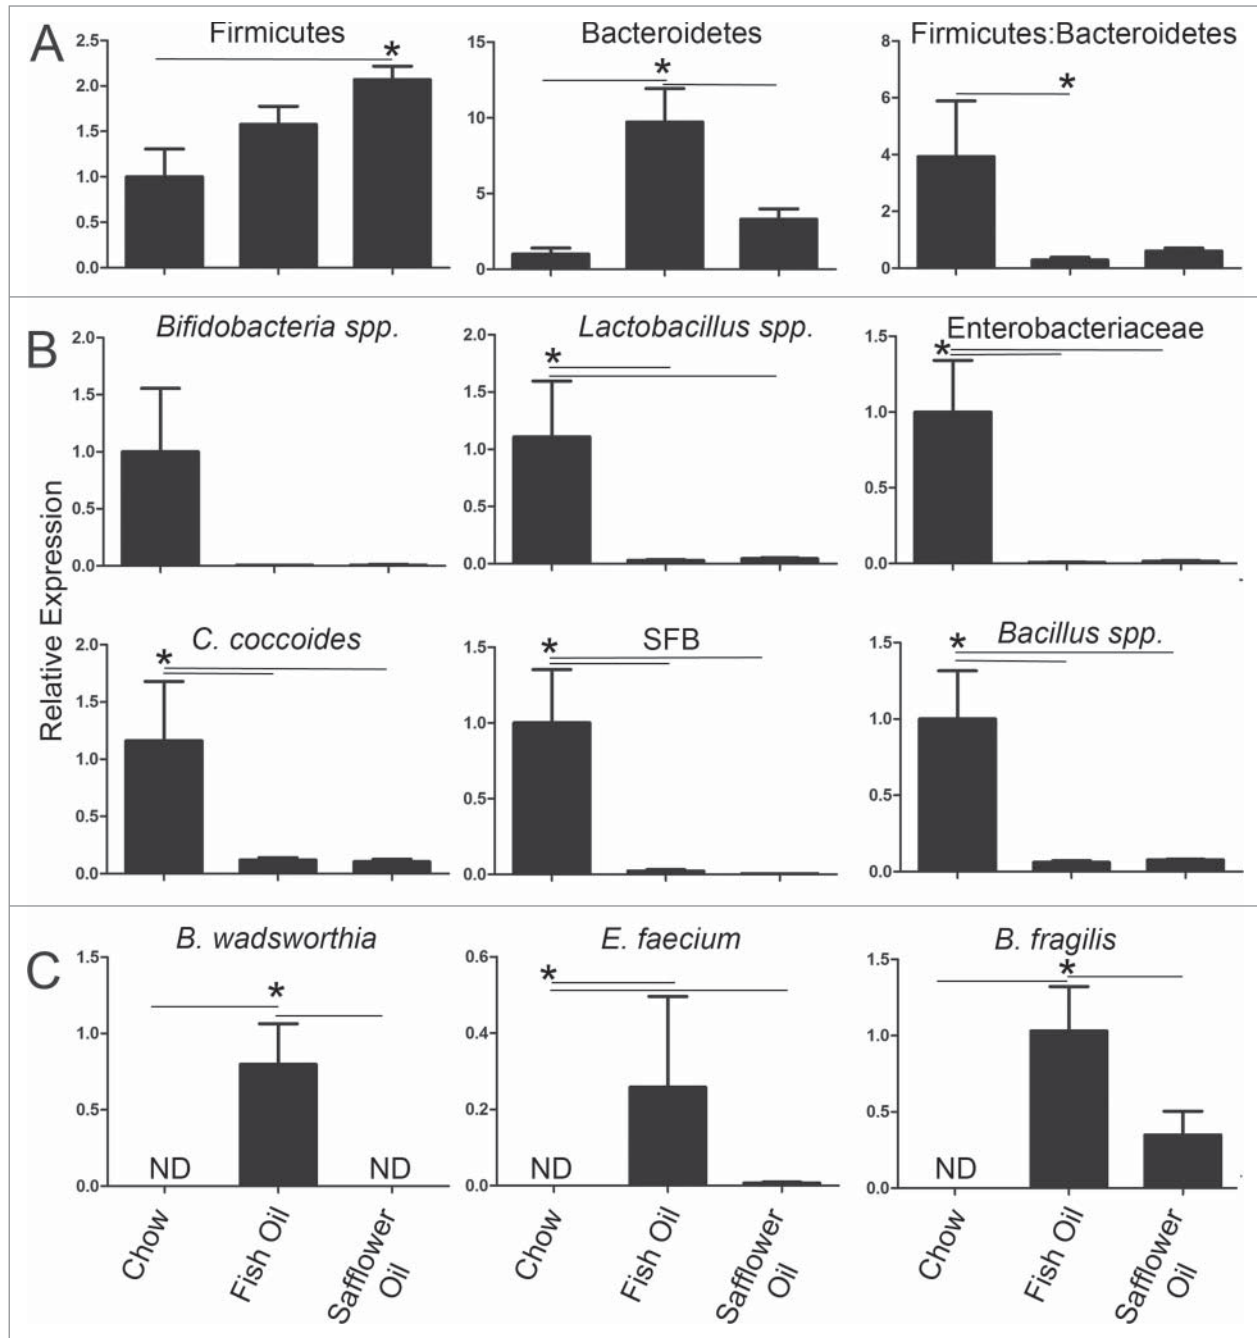 A
Firmicutes
Bacteroidetes
Firmicutes:Bacteroidetes
2.5
2.0
1.5
1.0
0.5
0.0
*
15
10
5
0
*
8
6
4
2
0
*
B
Relative Expression
Bifidobacteria spp.
Lactobacillus spp.
Enterobacteriaceae
2.0
1.5
1.0
0.5
0.0
2.0
1.5
1.0
0.5
0.0
*
1.5
1.0
0.5
0.0
*
C. coccoides
SFB
Bacillus spp.
2.0
1.5
1.0
0.5
0.0
*
1.5
1.0
0.5
0.0
*
1.5
1.0
0.5
0.0
*
C
B. wadsworthia
E. faecium
B. fragilis
1.5
1.0
0.5
0.0
*
ND
ND
0.6
0.4
0.2
0.0
*
ND
1.5
1.0
0.5
0.0
*
ND
Chow
Fish Oil
Safflower
Oil
Chow
Fish Oil
Safflower
Oil
Chow
Fish Oil
Safflower
Oil